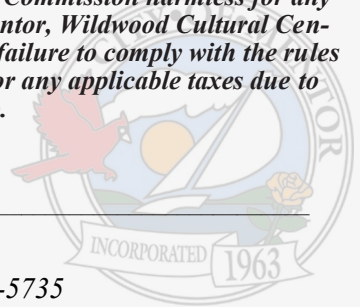 Commission harmless for any
ntor, Wildwood Cultural Cen-
failure to comply with the rules
or any applicable taxes due to
INCORPORATED 1963
-5735